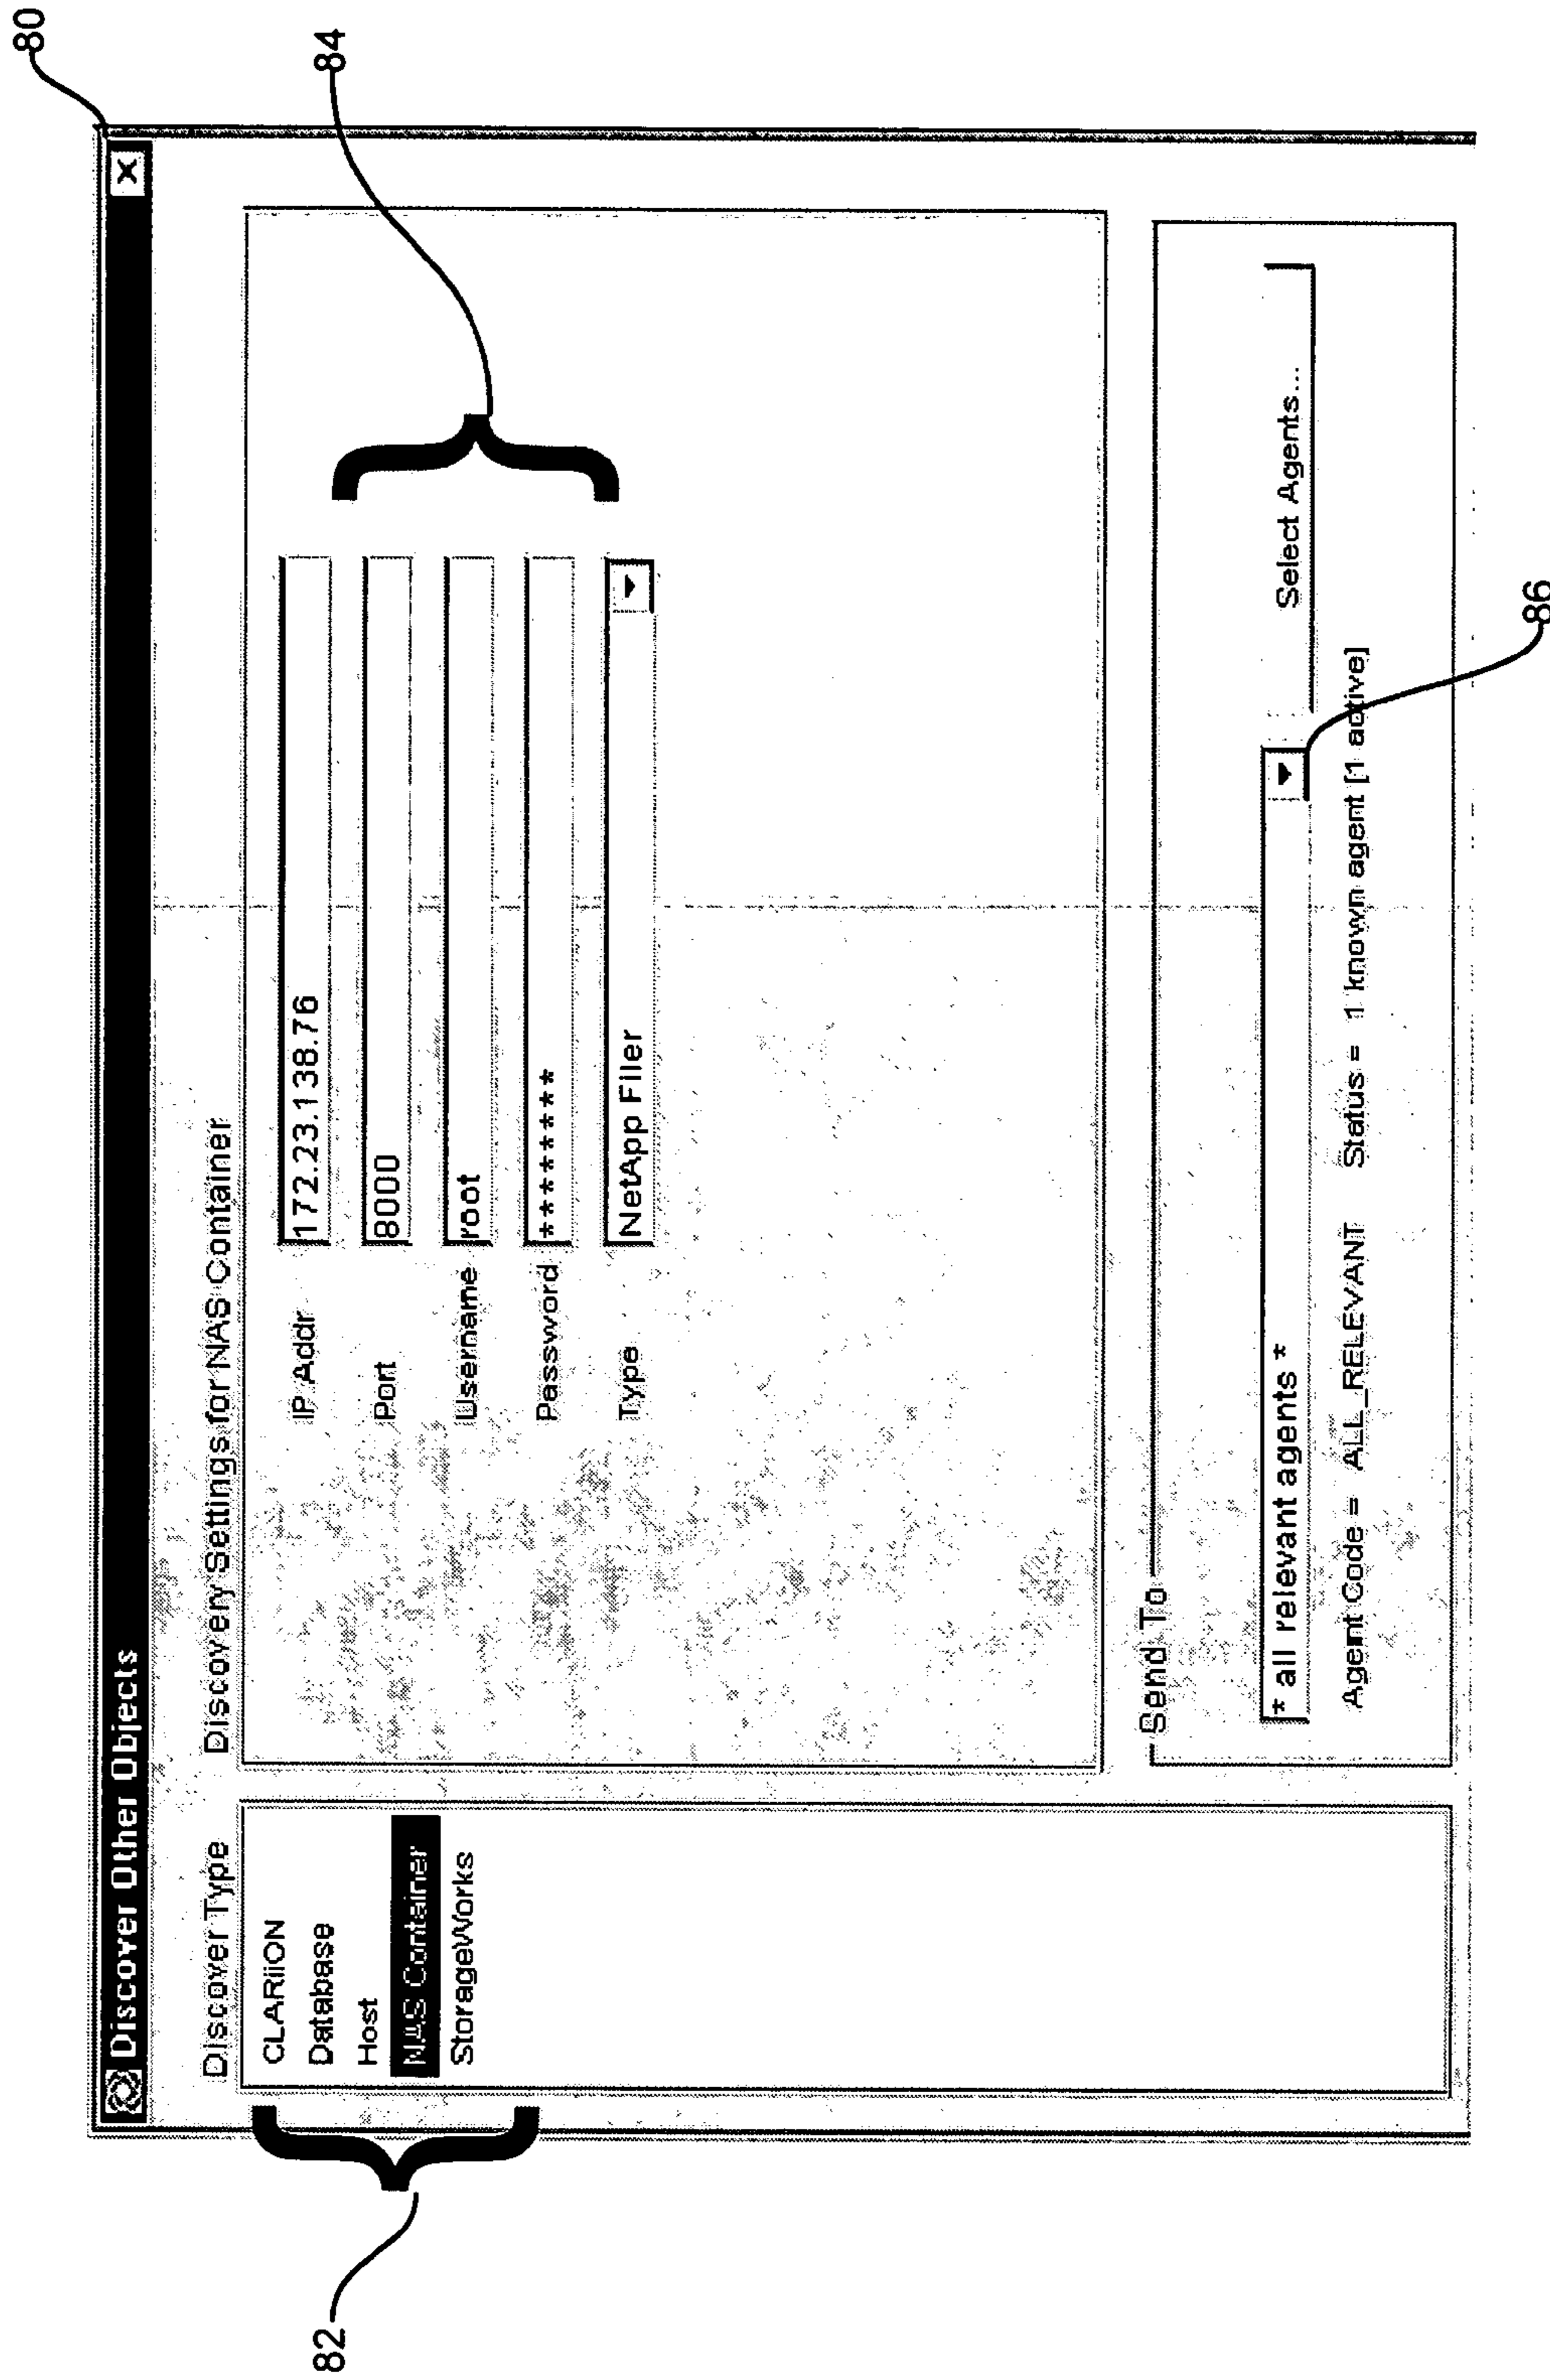 80
Discover Other Objects
X
84
Discover Type
CLARiiON
Database
Host
NAS Container
StorageWorks
82
Discovery Settings for NAS Container
IP Addr 172.23.138.76
Port 8000
Username root
Password ********
Type NetApp Filer
Send To
* all relevant agents *
Select Agents...
Agent Code = ALL_RELEVANT Status = 1 known agent [1 active]
86